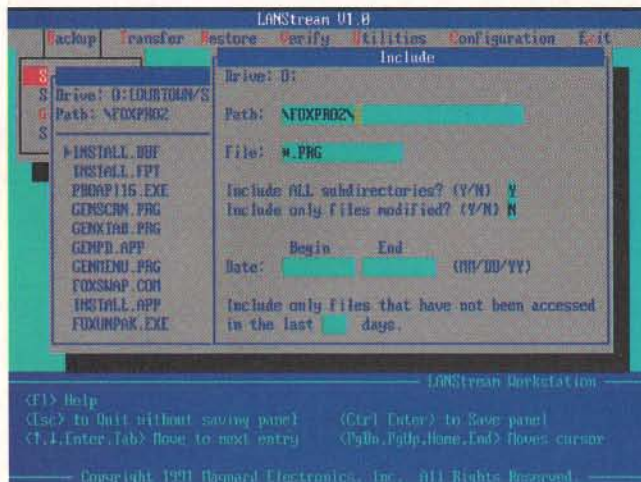 LANStream V1.0
Backup Transfer Restore Verify Utilities Configuration Exit
Include
S
S Drive: D:
G Path: \FOXPRO2\
S
INSTALL.DBF
INSTALL.FPT
GENSCRN.PRG
GENXTAB.PRG
GENPD.APP
GENMENU.PRG
FOXSWAP.COM
INSTALL.APP
FOXUNPAK.EXE
Drive: D:
Path: \FOXPRO2\
File: *.PRG
Include ALL subdirectories? (Y/N) Y
Include only files modified? (Y/N) N
Begin End
Date: (MM/DD/YY)
Include only files that have not been accessed
in the last days.
LANStream Workstation
<F1> Help
<Esc> to Quit without saving panel <Ctrl Enter> to Save panel
<↑,↓,Enter,Tab> Move to next entry <PgDn,PgUp,Home,End> Moves cursor
Copyright 1991 Maynard Electronics, Inc. All Rights Reserved